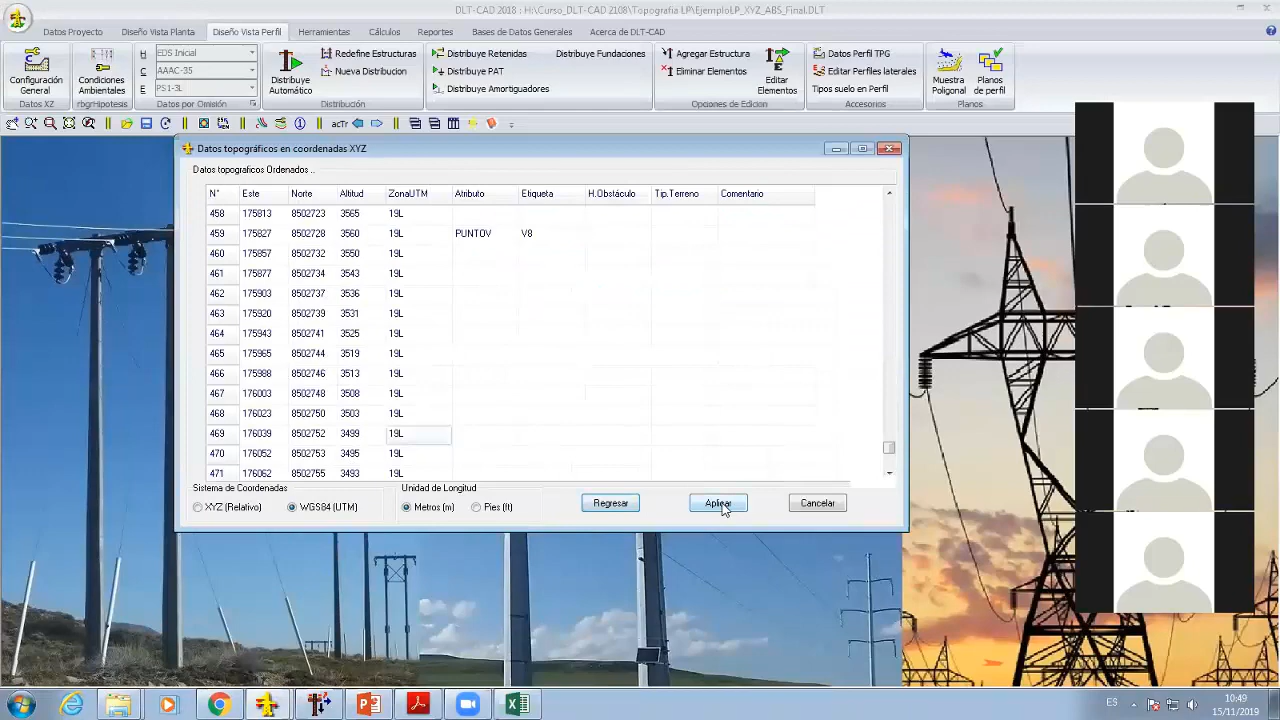 DLT-CAD 2018 : H:\Curso_DLT-CAD 2108\Topografia LP\EjemploLP_XYZ_ABS_Final.DLT
Datos Proyecto Diseño Vista Planta Diseño Vista Perfil Herramientas Cálculos Reportes Bases de Datos Generales Acerca de DLT-CAD
Configuración General
Datos XZ
Condiciones Ambientales
rbgrHipotesis
EDS Inicial
C AAAC-35
E PS1-3L
Datos por Omisión
Distribuye Automático
Redefine Estructuras
Nueva Distribucion
Distribución
Distribuye Retenidas
Distribuye PAT
Distribuye Amortiguadores
Distribuye Fundaciones
Agregar Estructura
Eliminar Elementos
Editar Elementos
Opciones de Edicion
Datos Perfil TPG
Editar Perfiles laterales
Tipos suelo en Perfil
Accesorios
Muestra Poligonal
Planos de perfil
Planos
acTr
Datos topográficos en coordenadas XYZ
Datos topograficos Ordenados ..
N° Este Norte Altitud ZonaUTM Atributo Etiqueta H.Obstáculo Tip.Terreno Comentario
458 175813 8502723 3565 19L
459 175827 8502728 3560 19L PUNTOV V8
460 175857 8502732 3550 19L
461 175877 8502734 3543 19L
462 175903 8502737 3536 19L
463 175920 8502739 3531 19L
464 175943 8502741 3526 19L
465 175965 8502744 3519 19L
466 175988 8502746 3513 19L
467 176003 8502748 3508 19L
468 176023 8502750 3503 19L
469 176039 8502752 3499 19L
470 176052 8502753 3495 19L
471 176062 8502755 3493 19L
Sistema de Coordenadas
XYZ (Relativo) WGS84 (UTM)
Unidad de Longitud
Metros (m) Pies (ft)
Regresar Aplicar Cancelar
ES
10:49
15/11/2019